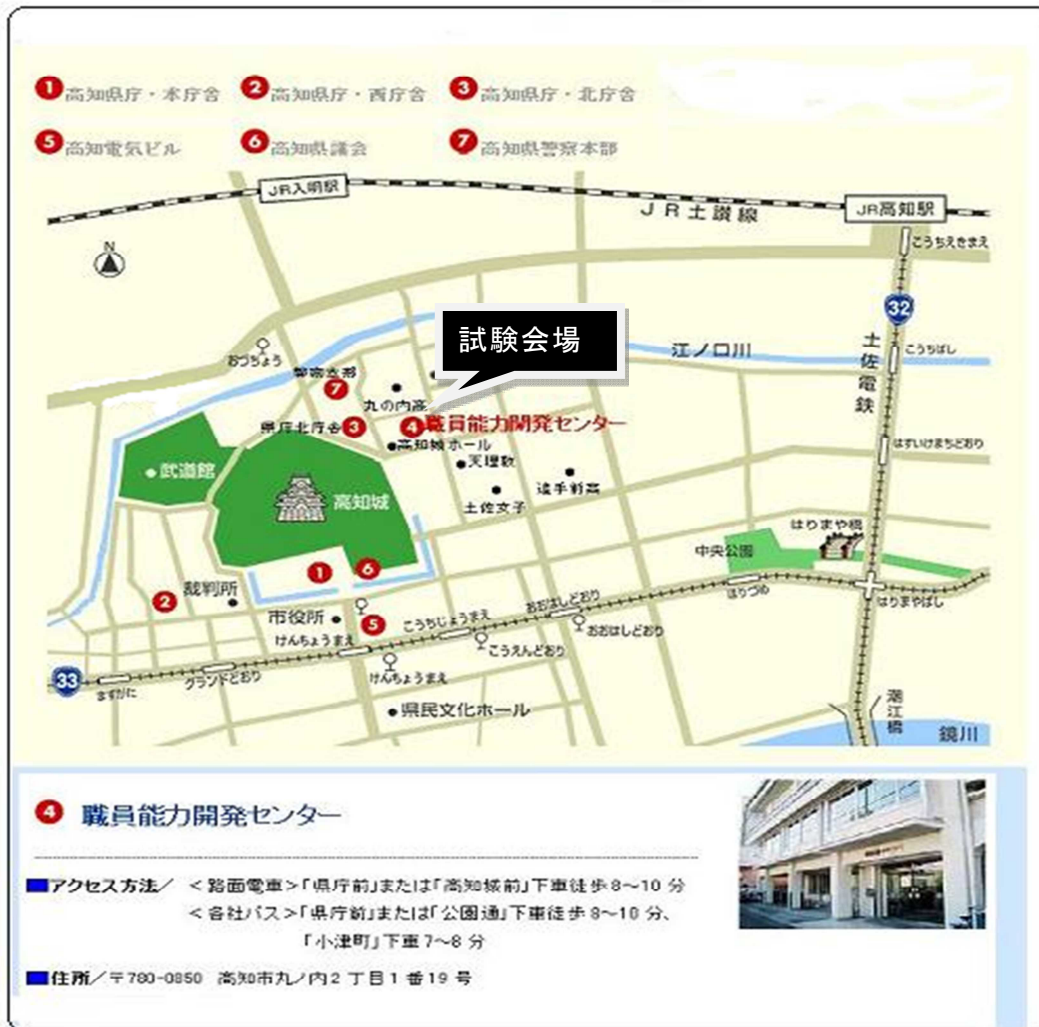 1 高知県庁・本庁舎 2 高知県庁・西庁舎 3 高知県庁・北庁舎
5 高知電気ビル 6 高知県議会 7 高知県警察本部
JR入明駅
JR土讃線
JR高知駅
こうちえきまえ
N
32
試験会場
江ノ口川
土佐電鉄
こうちばし
おづちょう
7
丸の内高
県庁北庁舎 3
4 職員能力開発センター
高知城ホール
天理教
はすいけまちどおり
武道館
高知城
追手前高
土佐女子
はりまや橋
中央公園
1
6
裁判所
2
はりまやばし
ほりづめ
おおはしどおり
おおはしどおり
市役所
5
こうちじょうまえ
けんちょうまえ
こうえんどおり
けんちょうまえ
グランドどおり
33
ますがた
県民文化ホール
潮江橋
鏡川
4 職員能力開発センター
アクセス方法/ <路面電車>「県庁前」または「高知城前」下車徒歩8~10分
<各社バス>「県庁前」または「公園通」下車徒歩8~10分、
「小津町」下車7~8分
住所/〒780-0850 高知市丸ノ内2丁目1番19号